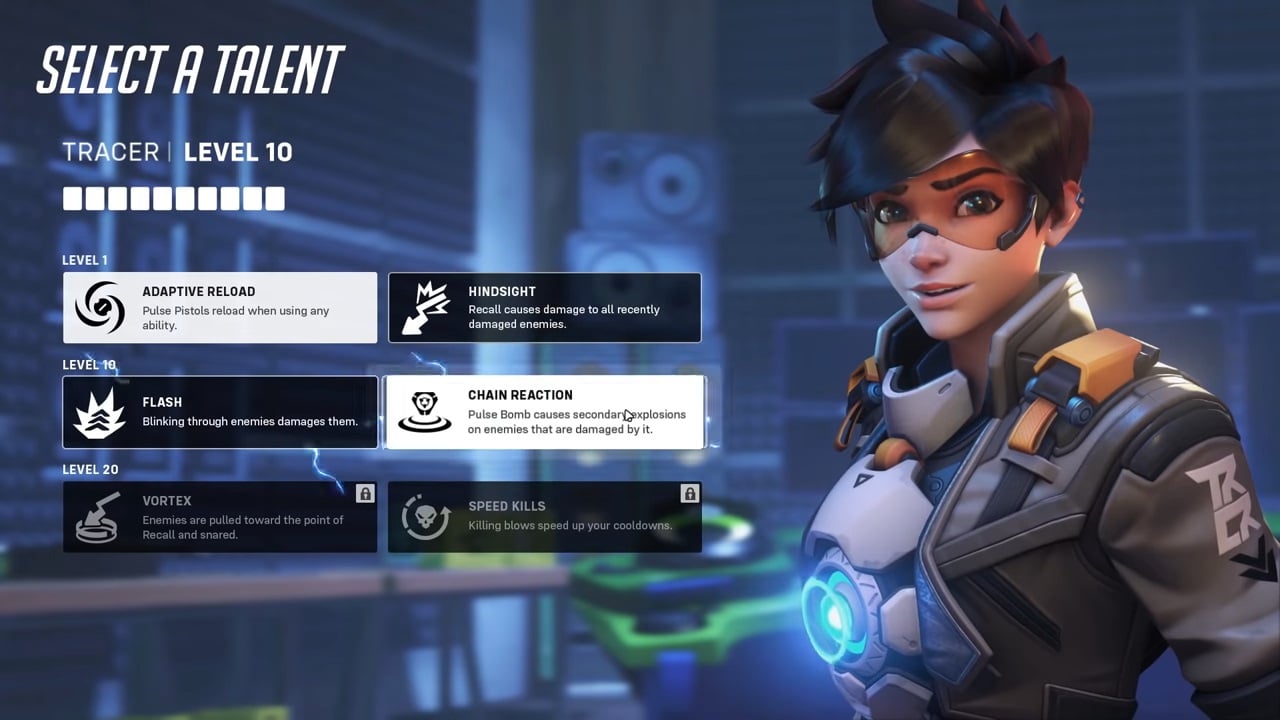 SELECT A TALENT
TRACER | LEVEL 10
LEVEL 1
ADAPTIVE RELOAD
Pulse Pistols reload when using any
ability.
HINDSIGHT
Recall causes damage to all recently
damaged enemies.
LEVEL 10
FLASH
Blinking through enemies damages them.
CHAIN REACTION
Pulse Bomb causes secondary explosions
on enemies that are damaged by it.
LEVEL 20
VORTEX
Enemies are pulled toward the point of
Recall and snared.
SPEED KILLS
Killing blows speed up your cooldowns.